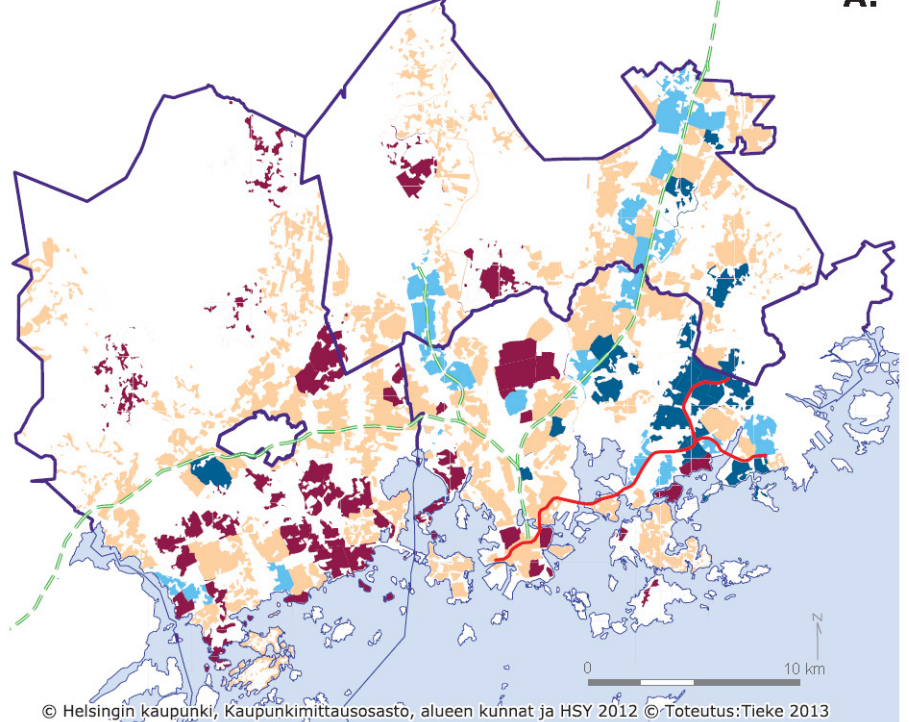 A.
N
0 10 km
© Helsingin kaupunki, Kaupunkimittausosasto, alueen kunnat ja HSY 2012 © Toteutus:Tieke 2013